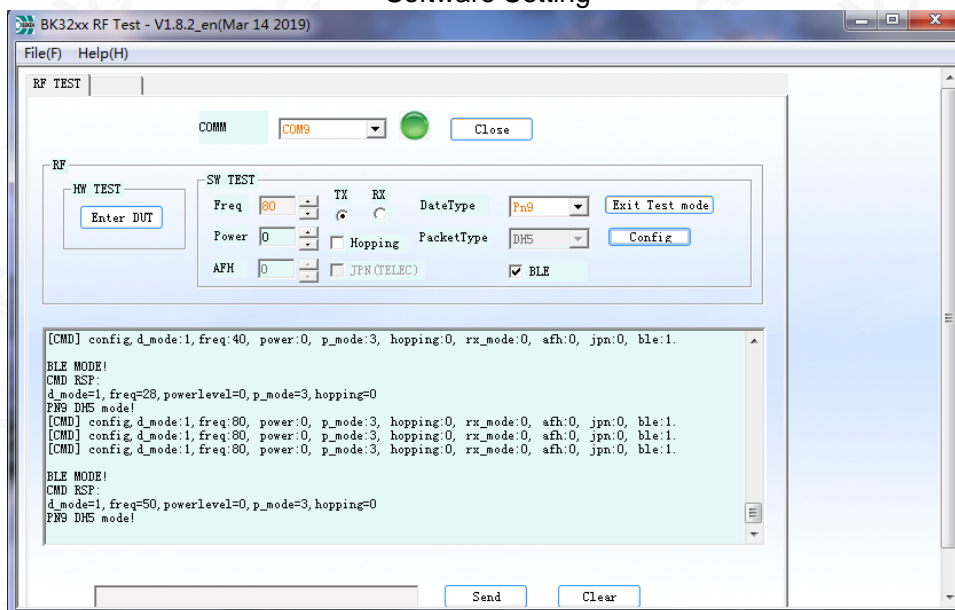 Software Setting
BK32xx RF Test - V1.8.2_en(Mar 14 2019)
File(F) Help(H)
RF TEST
COMM COM9 Close
RF
HW TEST
Enter DUT
SW TEST
Freq 80 TX RX DateType Pn9 Exit Test mode
Power 0 Hopping PacketType DH5 Config
AFH 0 JPN(TELEC) BLE
[CMD] config, d_mode:1, freq:40, power:0, p_mode:3, hopping:0, rx_mode:0, afh:0, jpn:0, ble:1.
BLE MODE!
CMD RSP:
d_mode=1, freq=28, powerlevel=0, p_mode=3, hopping=0
PN9 DH5 mode!
[CMD] config, d_mode:1, freq:80, power:0, p_mode:3, hopping:0, rx_mode:0, afh:0, jpn:0, ble:1.
[CMD] config, d_mode:1, freq:80, power:0, p_mode:3, hopping:0, rx_mode:0, afh:0, jpn:0, ble:1.
[CMD] config, d_mode:1, freq:80, power:0, p_mode:3, hopping:0, rx_mode:0, afh:0, jpn:0, ble:1.
BLE MODE!
CMD RSP:
d_mode=1, freq=50, powerlevel=0, p_mode=3, hopping=0
PN9 DH5 mode!
Send Clear